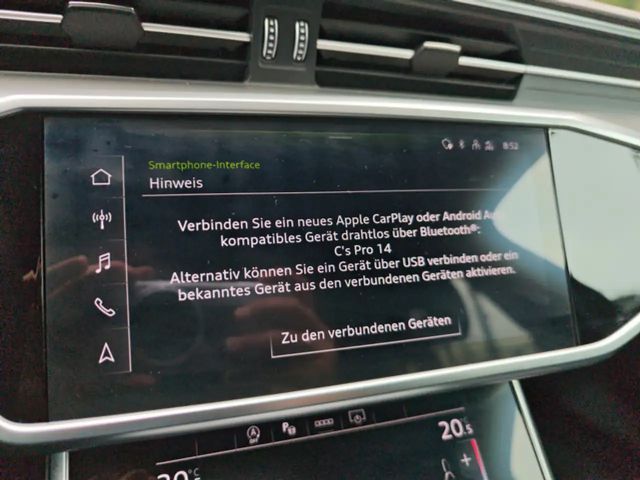 8:52
Smartphone-Interface
Hinweis
Verbinden Sie ein neues Apple CarPlay oder Android
kompatibles Gerät drahtlos über Bluetooth®:
C's Pro 14
Alternativ können Sie ein Gerät über USB verbinden oder ein
bekanntes Gerät aus den verbundenen Geräten aktivieren.
Zu den verbundenen Geräten
20.5
+